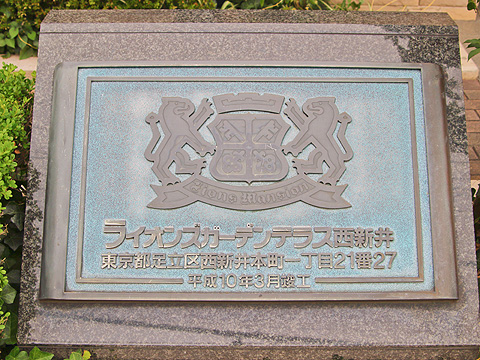 Lions Mansion
ライオンズガーデンテラス西新井
東京都足立区西新井本町一丁目21番27
平成10年3月竣工